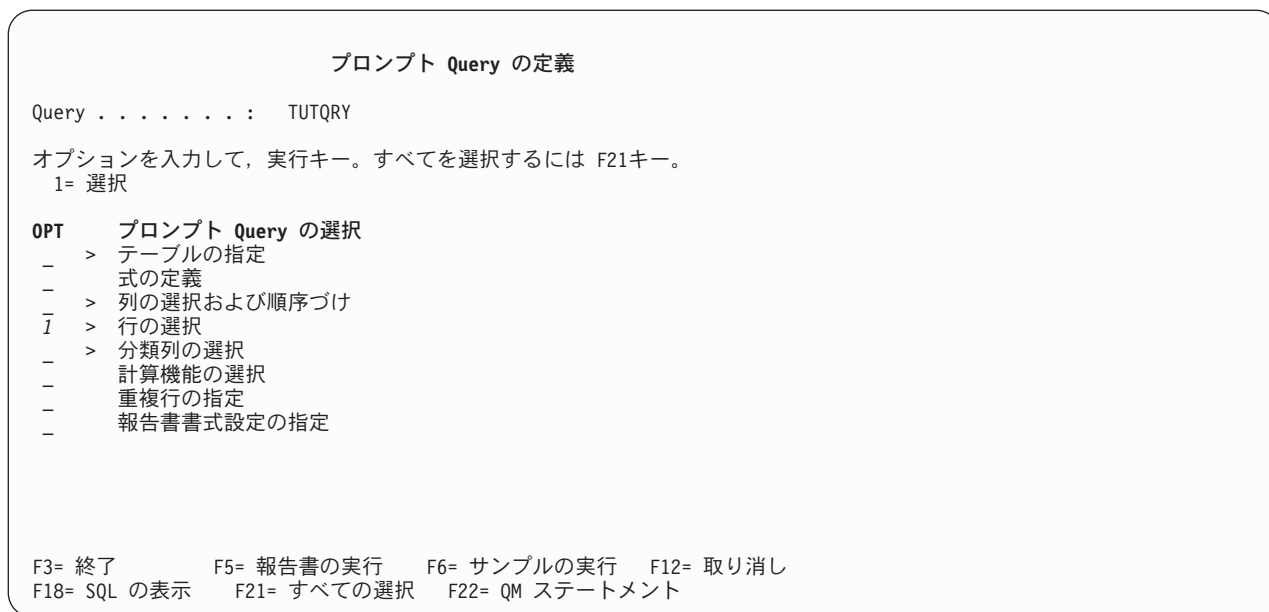 プロンプト Query の定義
Query . . . . . . . :   TUTQRY
オプションを入力して, 実行キー。すべてを選択するには F21キー。
1= 選択
OPT   プロンプト Query の選択
_ > テーブルの指定
_   式の定義
_ > 列の選択および順序づけ
1 > 行の選択
_ > 分類列の選択
_   計算機能の選択
_   重複行の指定
_   報告書書式設定の指定
F3= 終了   F5= 報告書の実行   F6= サンプルの実行   F12= 取り消し
F18= SQL の表示   F21= すべての選択   F22= QM ステートメント